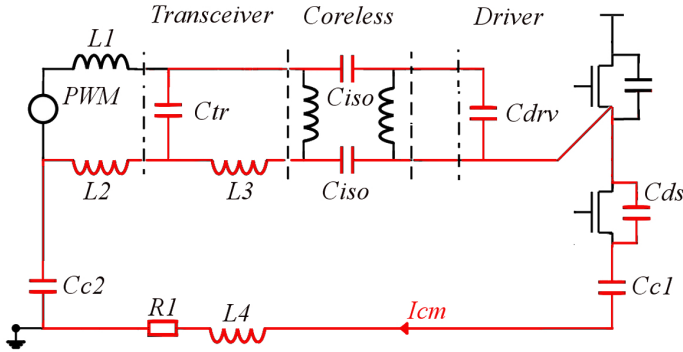 Transceiver Coreless Driver
L1
PWM
Ctr
Ciso
Cdrv
L2
L3
Ciso
Cds
Cc2
R1
L4
Icm
Cc1